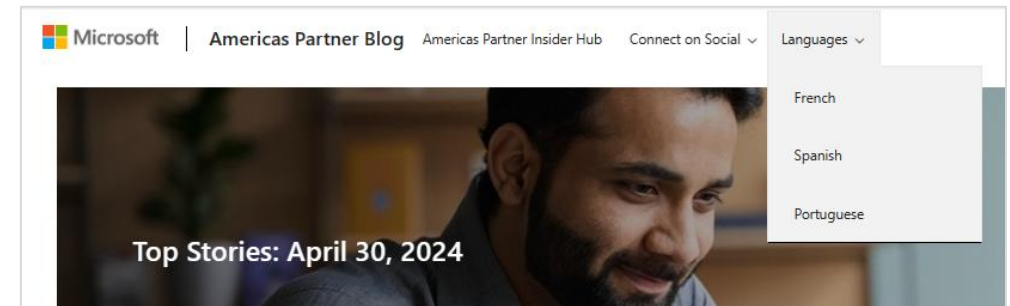 Microsoft | Americas Partner Blog Americas Partner Insider Hub Connect on Social Languages
French
Spanish
Portuguese
Top Stories: April 30, 2024